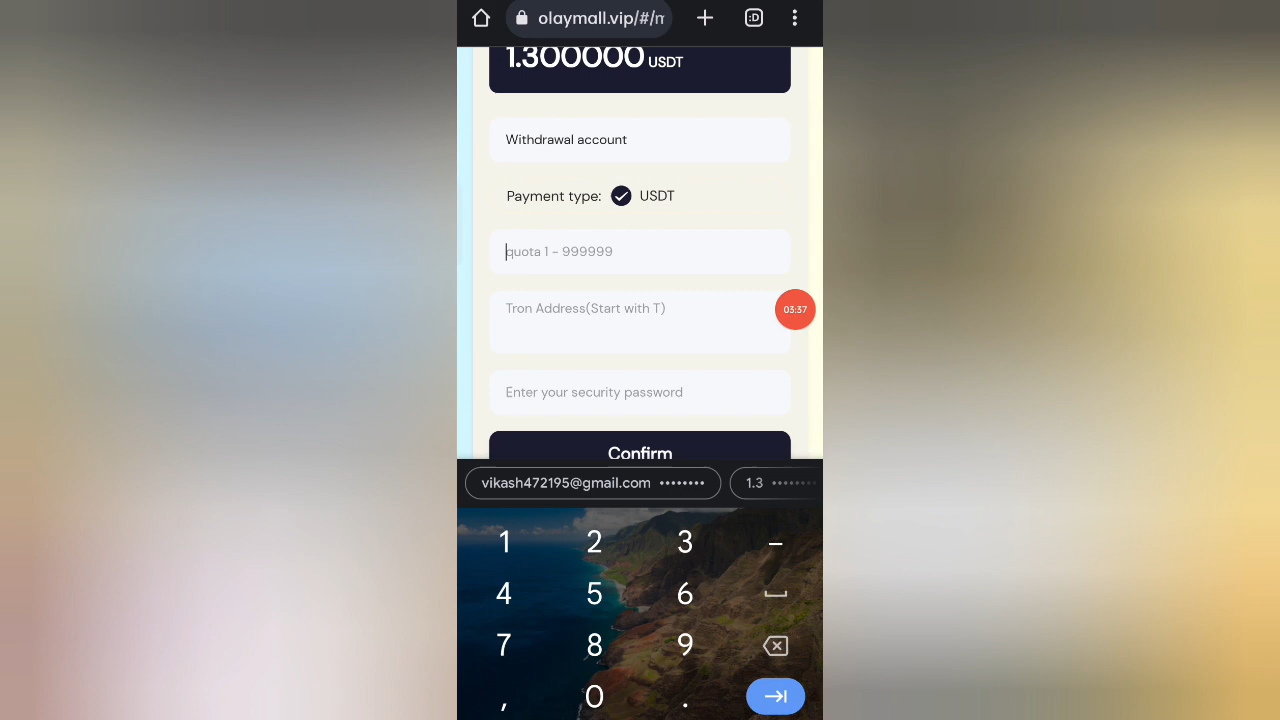 olaymall.vip/#/m
:D
1.300000 USDT
Withdrawal account
Payment type: USDT
quota 1 - 999999
Tron Address(Start with T)
03:37
Enter your security password
Confirm
vikash472195@gmail.com ••••••••
1.3 ••••••
1 2 3 –
4 5 6
7 8 9
, 0 .